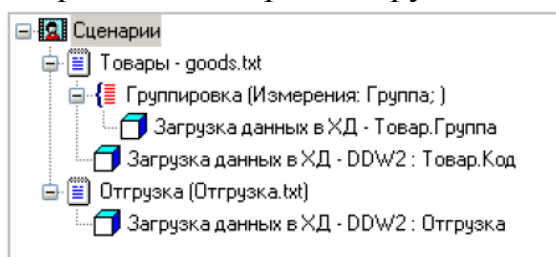 Сценарии
Товары - goods.txt
Группировка (Измерения: Группа; )
Загрузка данных в ХД - Товар.Группа
Загрузка данных в ХД - DDW2 : Товар.Код
Отгрузка (Отгрузка.txt)
Загрузка данных в ХД - DDW2 : Отгрузка